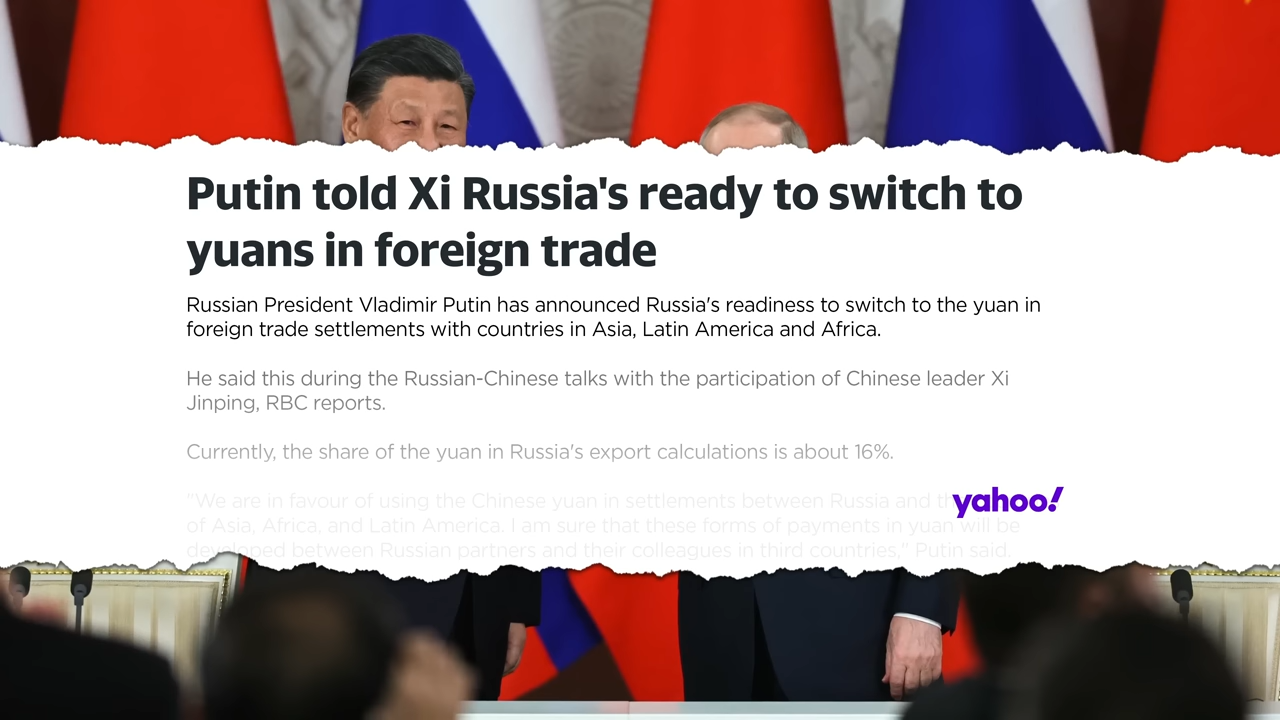 Putin told Xi Russia's ready to switch to
yuans in foreign trade
Russian President Vladimir Putin has announced Russia's readiness to switch to the yuan in
foreign trade settlements with countries in Asia, Latin America and Africa.
He said this during the Russian-Chinese talks with the participation of Chinese leader Xi
Jinping, RBC reports.
Currently, the share of the yuan in Russia's export calculations is about 16%.
"We are in favour of using the Chinese yuan in settlements between Russia and
yahoo!
of Asia, Africa, and Latin America. I am sure that these forms of payments in yuan will be
developed between Russian partners and their colleagues in third countries," Putin said.